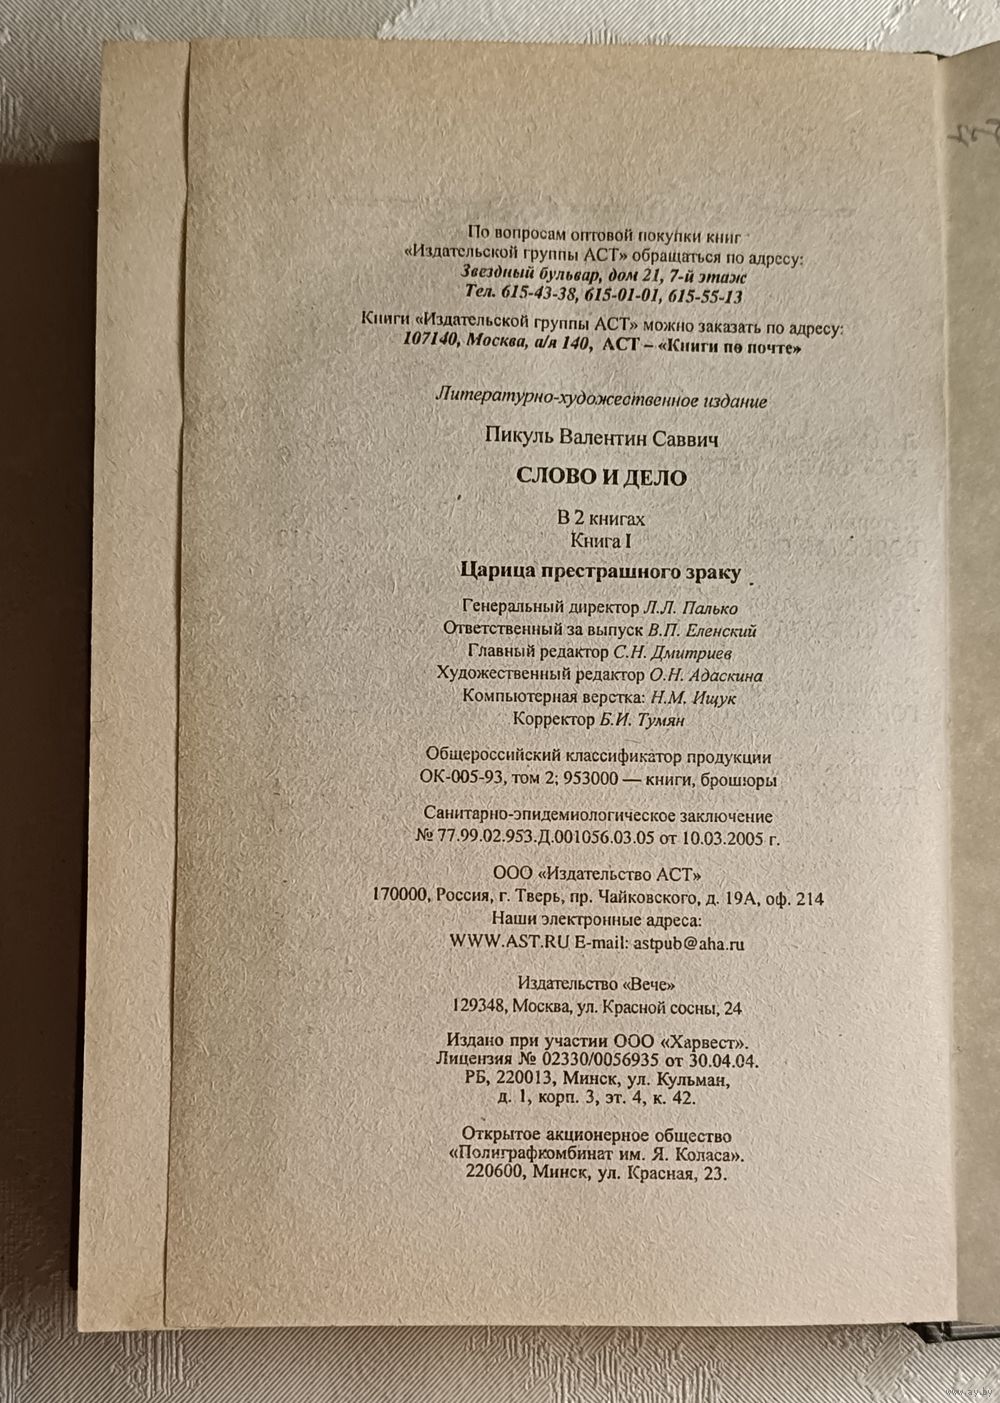 По вопросам оптовой покупки книг
«Издательской группы АСТ» обращаться по адресу:
Звездный бульвар, дом 21, 7-й этаж
Тел. 615-43-38, 615-01-01, 615-55-13
Книги «Издательской группы АСТ» можно заказать по адресу:
107140, Москва, а/я 140, АСТ – «Книги по почте»
Литературно-художественное издание
Пикуль Валентин Саввич
СЛОВО И ДЕЛО
В 2 книгах
Книга I
Царица престрашного зраку
Генеральный директор Л.Л. Палько
Ответственный за выпуск В.П. Еленский
Главный редактор С.Н. Дмитриев
Художественный редактор О.Н. Адаскина
Компьютерная верстка: Н.М. Ищук
Корректор Б.И. Тумян
Общероссийский классификатор продукции
ОК-005-93, том 2; 953000 — книги, брошюры
Санитарно-эпидемиологическое заключение
№ 77.99.02.953.Д.001056.03.05 от 10.03.2005 г.
ООО «Издательство АСТ»
170000, Россия, г. Тверь, пр. Чайковского, д. 19А, оф. 214
Наши электронные адреса:
WWW.AST.RU E-mail: astpub@aha.ru
Издательство «Вече»
129348, Москва, ул. Красной сосны, 24
Издано при участии ООО «Харвест».
Лицензия № 02330/0056935 от 30.04.04.
РБ, 220013, Минск, ул. Кульман,
д. 1, корп. 3, эт. 4, к. 42.
Открытое акционерное общество
«Полиграфкомбинат им. Я. Коласа».
220600, Минск, ул. Красная, 23.
www.ay.by